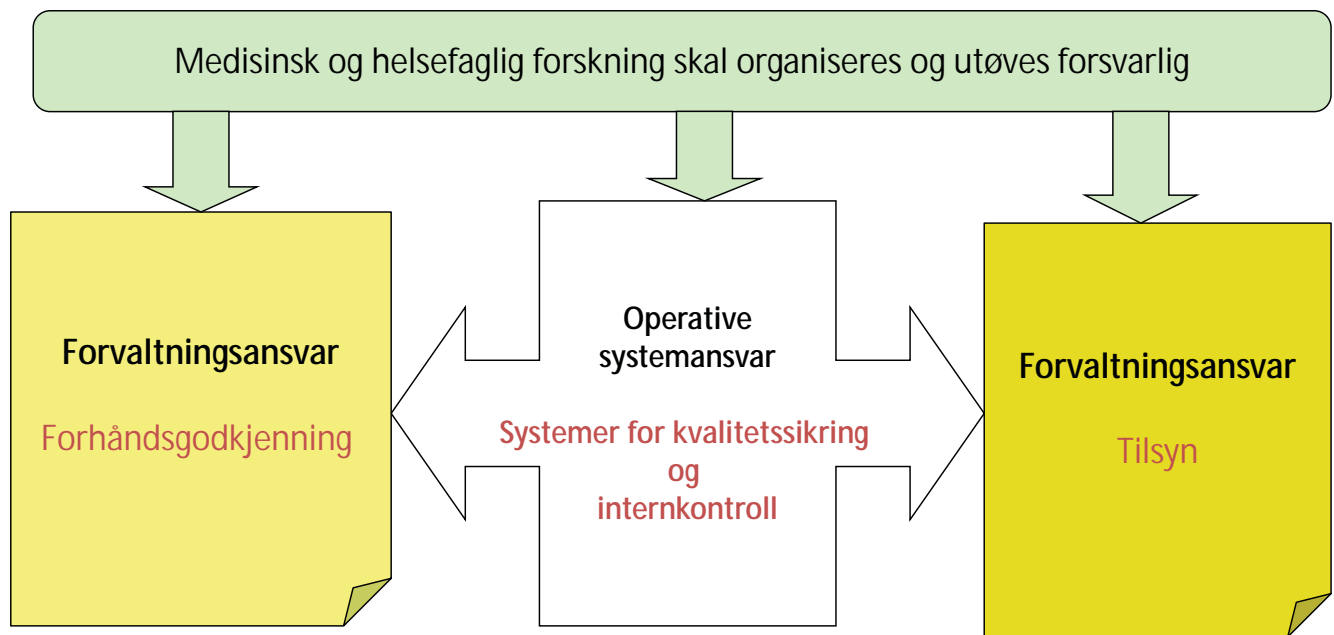 Medisinsk og helsefaglig forskning skal organiseres og utøves forsvarlig
Forvaltningsansvar
Forhåndsgodkjenning
Operative
systemansvar
Systemer for kvalitetssikring
og
internkontroll
Forvaltningsansvar
Tilsyn